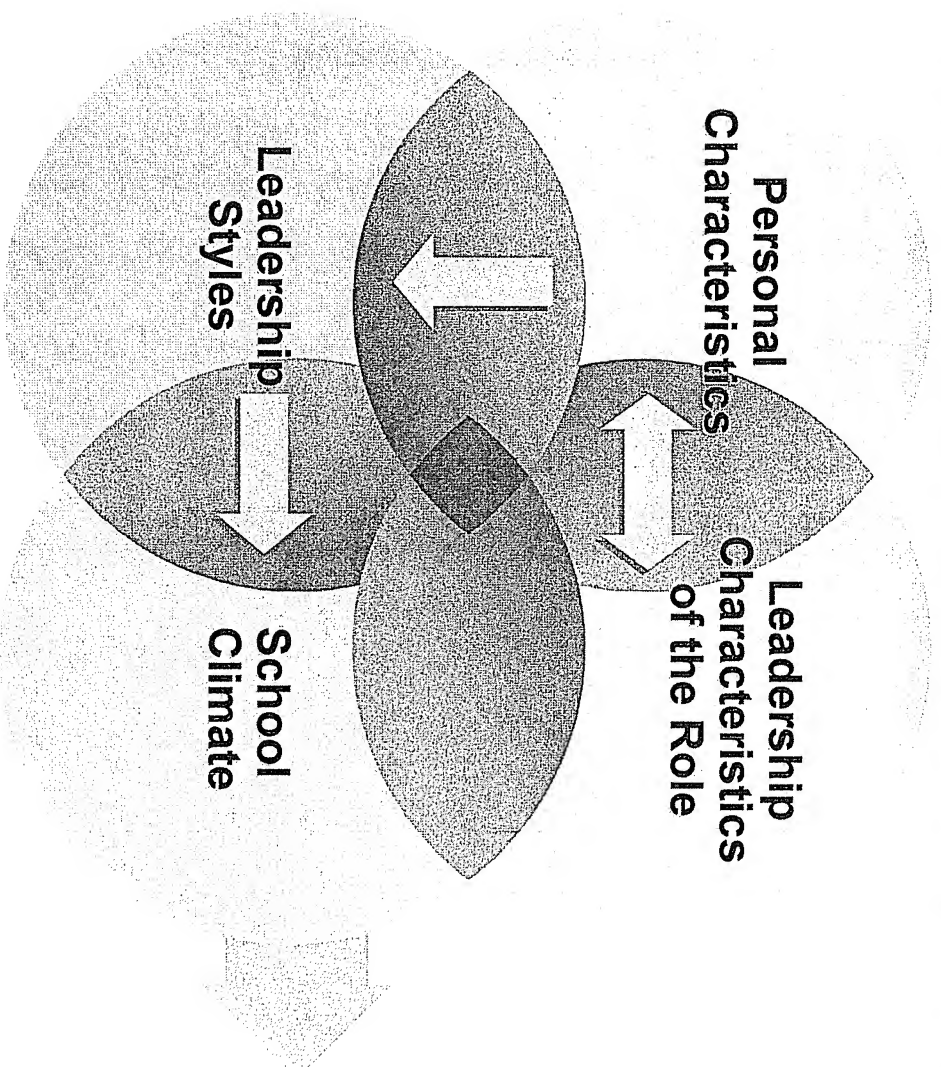 Personal
Characteristics
Leadership
Characteristics
of the Role
Leadership
Styles
School
Climate